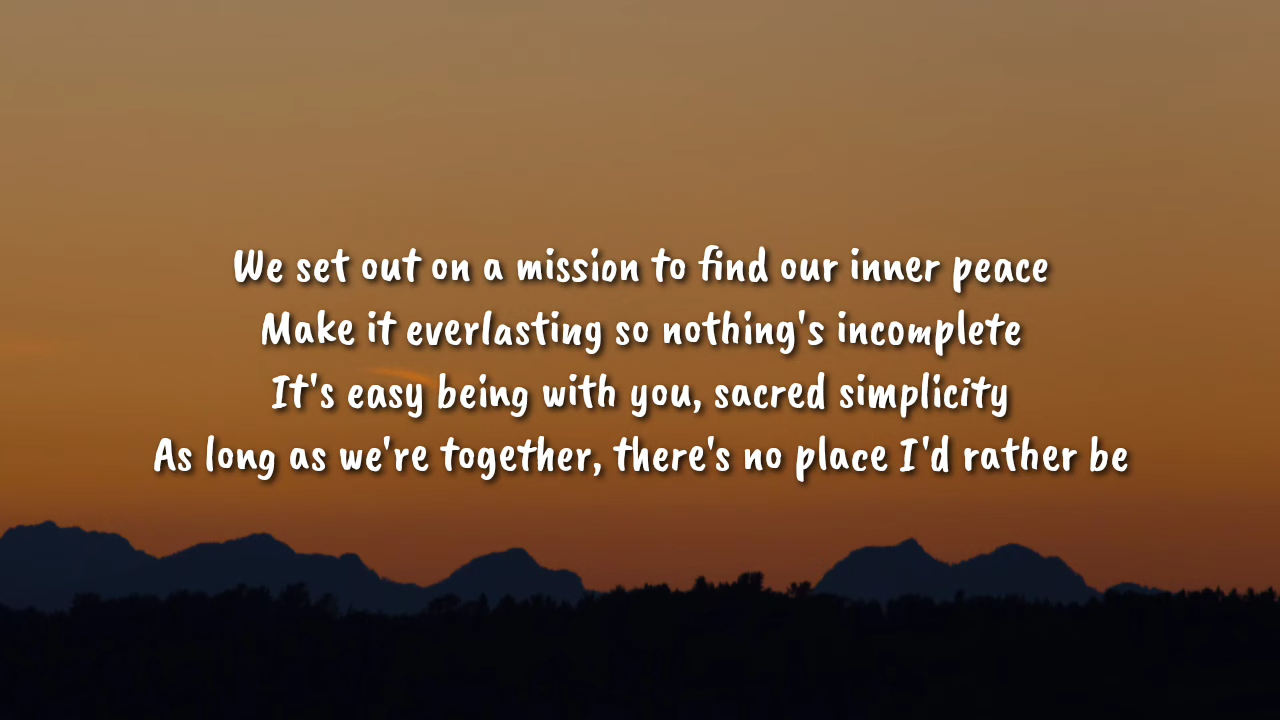 We set out on a mission to find our inner peace
Make it everlasting so nothing's incomplete
It's easy being with you, sacred simplicity
As long as we're together, there's no place I'd rather be